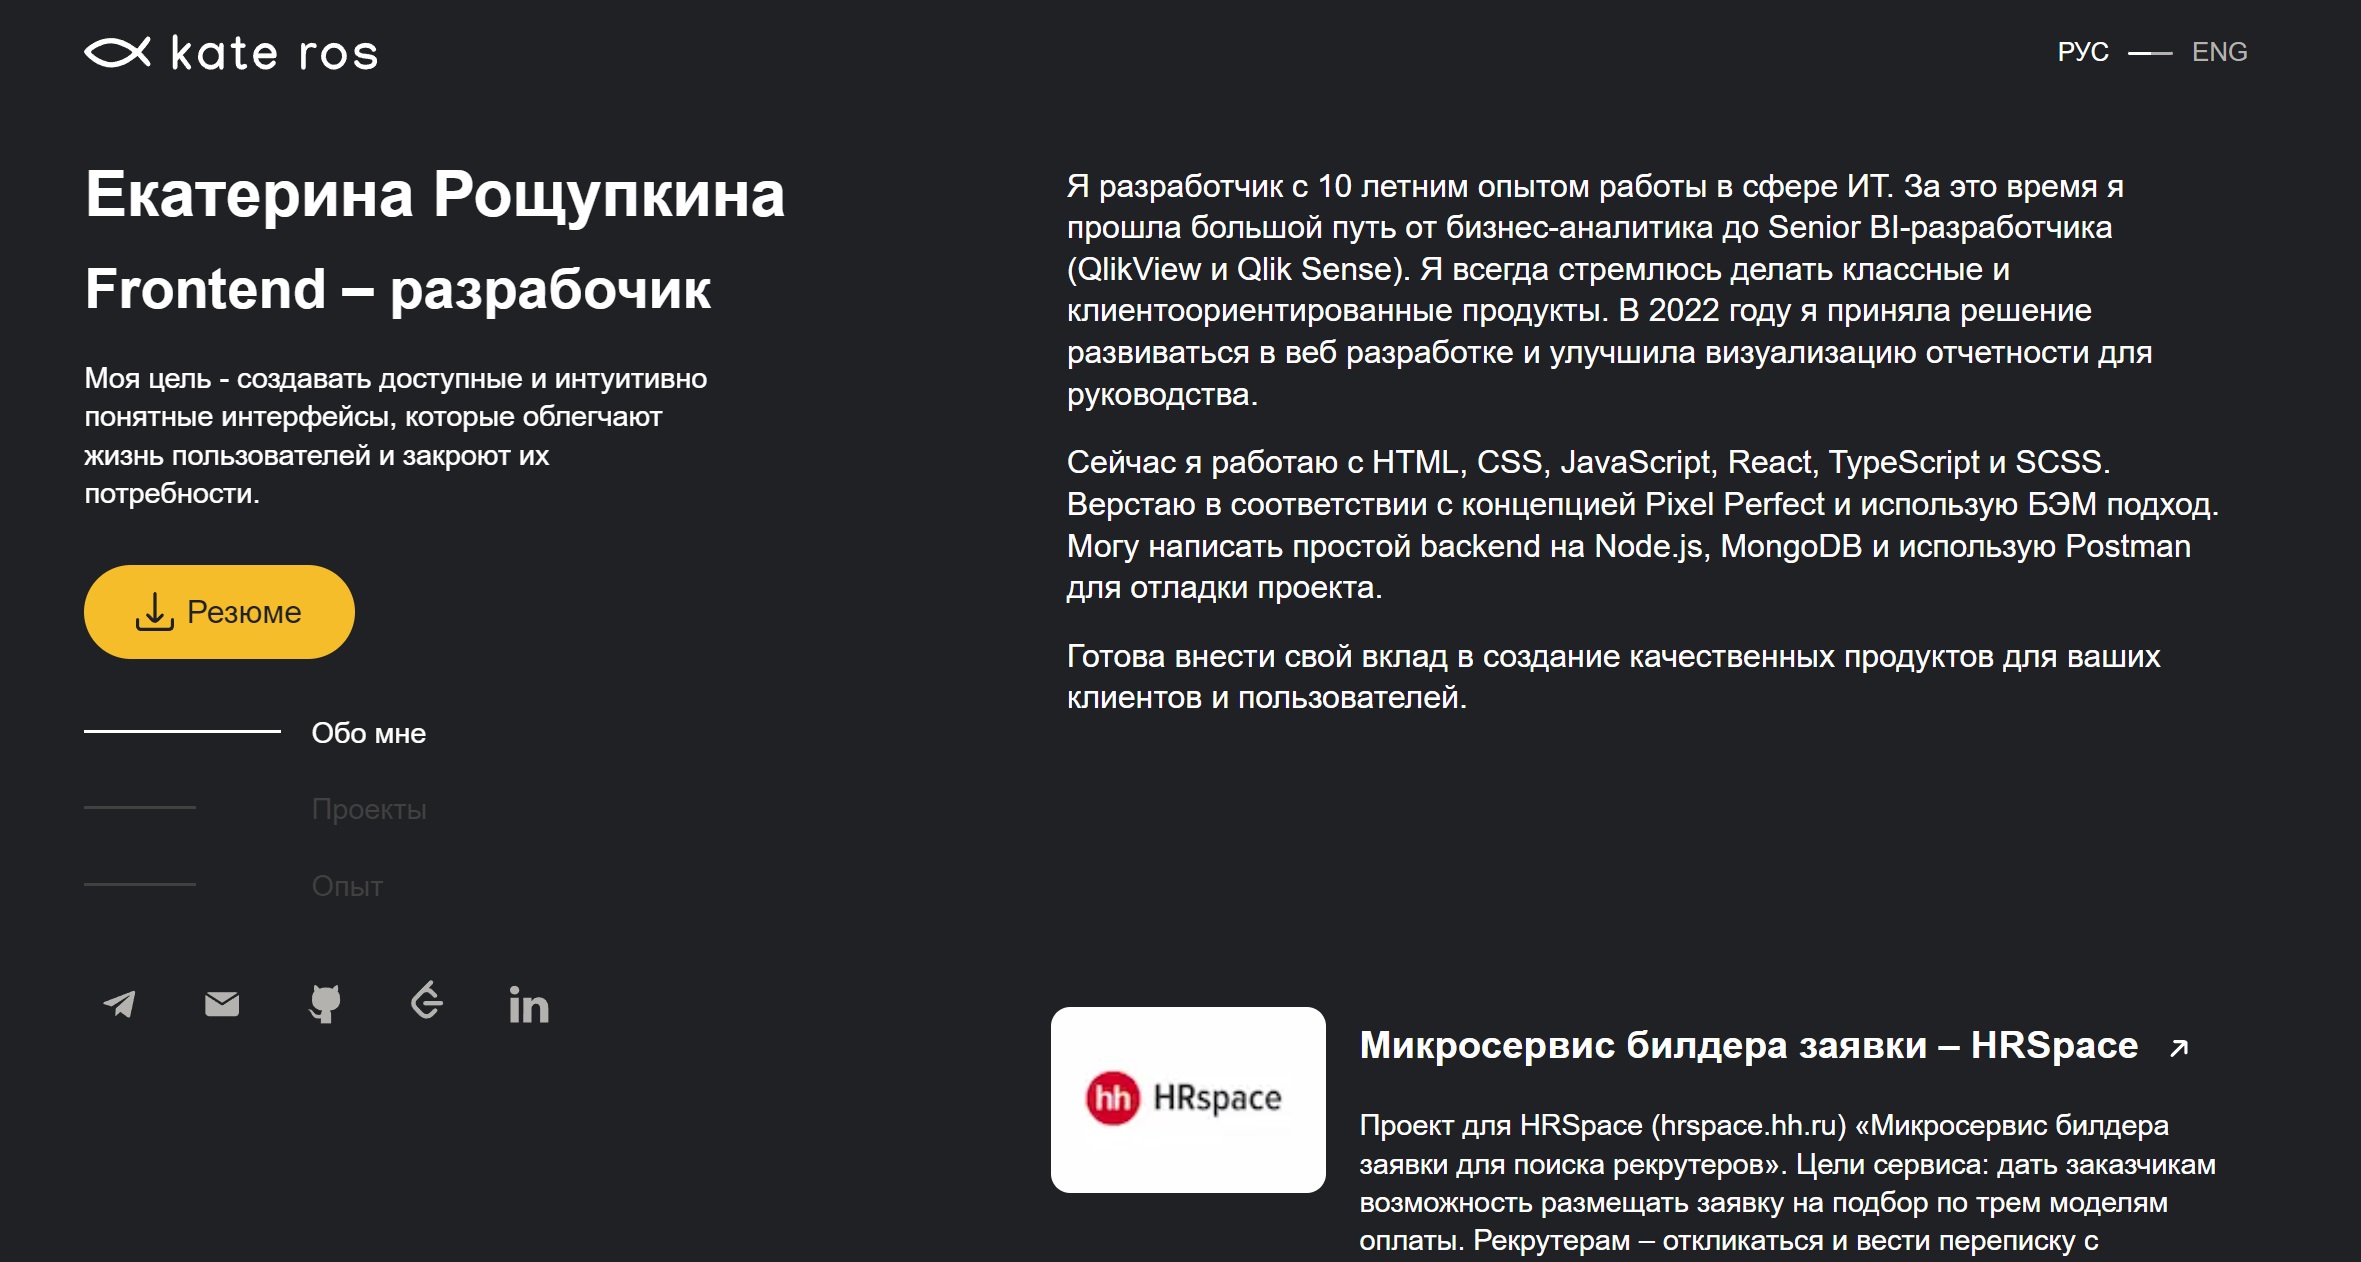 kate ros
РУС ENG
Екатерина Рощупкина
Frontend – разрабочик
Моя цель - создавать доступные и интуитивно
понятные интерфейсы, которые облегчают
жизнь пользователей и закроют их
потребности.
Резюме
Обо мне
Проекты
Опыт
Я разработчик с 10 летним опытом работы в сфере ИТ. За это время я
прошла большой путь от бизнес-аналитика до Senior BI-разработчика
(QlikView и Qlik Sense). Я всегда стремлюсь делать классные и
клиентоориентированные продукты. В 2022 году я приняла решение
развиваться в веб разработке и улучшила визуализацию отчетности для
руководства.
Сейчас я работаю с HTML, CSS, JavaScript, React, TypeScript и SCSS.
Верстаю в соответствии с концепцией Pixel Perfect и использую БЭМ подход.
Могу написать простой backend на Node.js, MongoDB и использую Postman
для отладки проекта.
Готова внести свой вклад в создание качественных продуктов для ваших
клиентов и пользователей.
hh HRspace
Микросервис билдера заявки – HRSpace
Проект для HRSpace (hrspace.hh.ru) «Микросервис билдера
заявки для поиска рекрутеров». Цели сервиса: дать заказчикам
возможность размещать заявку на подбор по трем моделям
оплаты. Рекрутерам – откликаться и вести переписку с